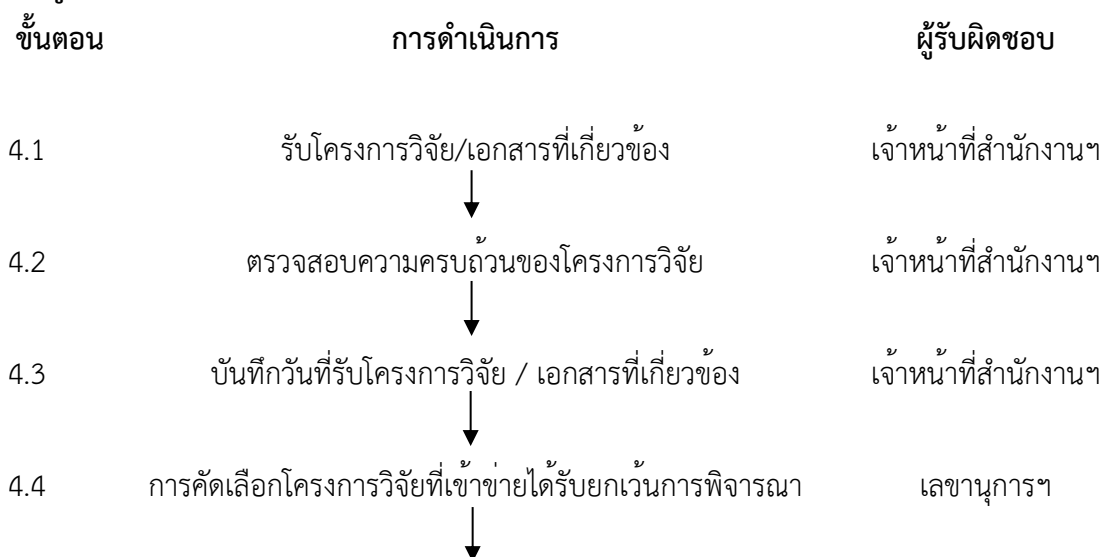 ขั้นตอน การดำเนินการ ผู้รับผิดชอบ
4.1 รับโครงการวิจัย/เอกสารที่เกี่ยวข้อง เจ้าหน้าที่สำนักงานฯ
4.2 ตรวจสอบความครบถ้วนของโครงการวิจัย เจ้าหน้าที่สำนักงานฯ
4.3 บันทึกวันที่รับโครงการวิจัย / เอกสารที่เกี่ยวข้อง เจ้าหน้าที่สำนักงานฯ
4.4 การคัดเลือกโครงการวิจัยที่เข้าข่ายได้รับยกเว้นการพิจารณา เลขานุการฯ